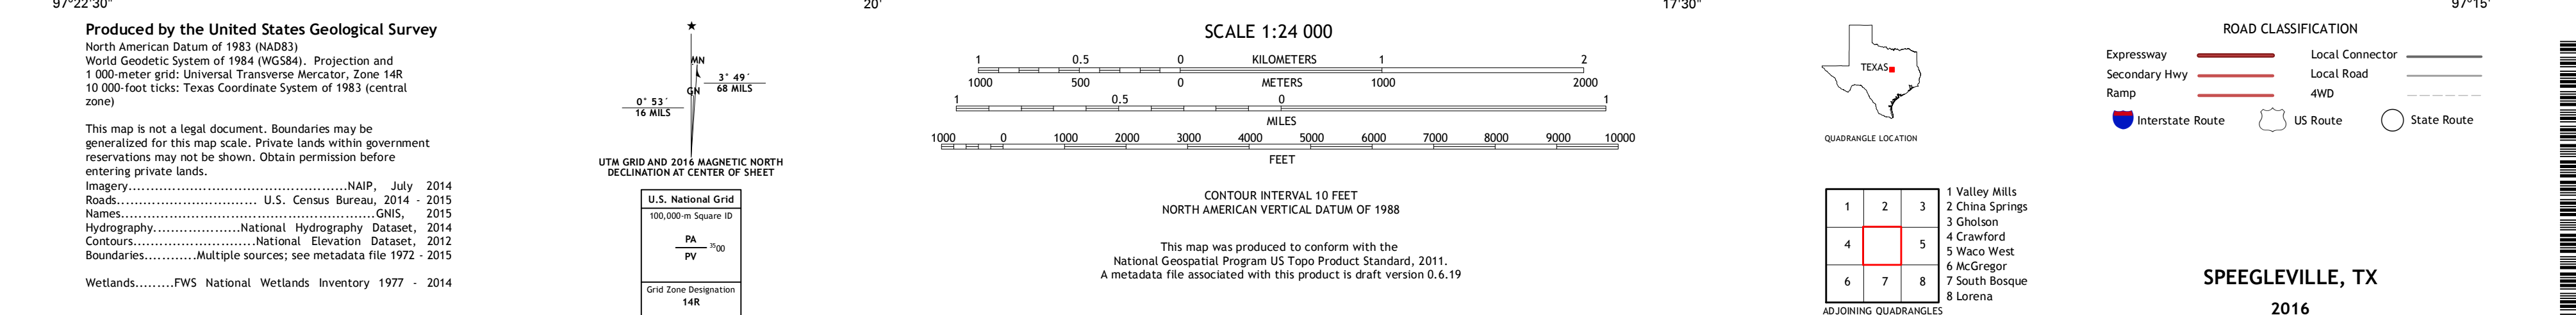 97°22'30" 20' 17'30" 97°15'
Produced by the United States Geological Survey
North American Datum of 1983 (NAD83)
World Geodetic System of 1984 (WGS84). Projection and
1 000-meter grid: Universal Transverse Mercator, Zone 14R
10 000-foot ticks: Texas Coordinate System of 1983 (central
zone)
This map is not a legal document. Boundaries may be
generalized for this map scale. Private lands within government
reservations may not be shown. Obtain permission before
entering private lands.
Imagery.................................................NAIP, July 2014
Roads............................... U.S. Census Bureau, 2014 - 2015
Names........................................................GNIS, 2015
Hydrography.....................National Hydrography Dataset, 2014
Contours...........................National Elevation Dataset, 2012
Boundaries............Multiple sources; see metadata file 1972 - 2015
Wetlands.........FWS National Wetlands Inventory 1977 - 2014
★
MN
GN
3° 49´
68 MILS
0° 53´
16 MILS
UTM GRID AND 2016 MAGNETIC NORTH
DECLINATION AT CENTER OF SHEET
U.S. National Grid
100,000-m Square ID
PA
3500
PV
Grid Zone Designation
14R
SCALE 1:24 000
1 0.5 0 KILOMETERS 1 2
1000 500 0 METERS 1000 2000
1 0.5 0 1
MILES
1000 0 1000 2000 3000 4000 5000 6000 7000 8000 9000 10000
FEET
CONTOUR INTERVAL 10 FEET
NORTH AMERICAN VERTICAL DATUM OF 1988
This map was produced to conform with the
National Geospatial Program US Topo Product Standard, 2011.
A metadata file associated with this product is draft version 0.6.19
TEXAS
QUADRANGLE LOCATION
1 2 3
4 5
6 7 8
1 Valley Mills
2 China Springs
3 Gholson
4 Crawford
5 Waco West
6 McGregor
7 South Bosque
8 Lorena
ADJOINING QUADRANGLES
ROAD CLASSIFICATION
Expressway Local Connector
Secondary Hwy Local Road
Ramp 4WD
Interstate Route US Route State Route
SPEEGLEVILLE, TX
2016